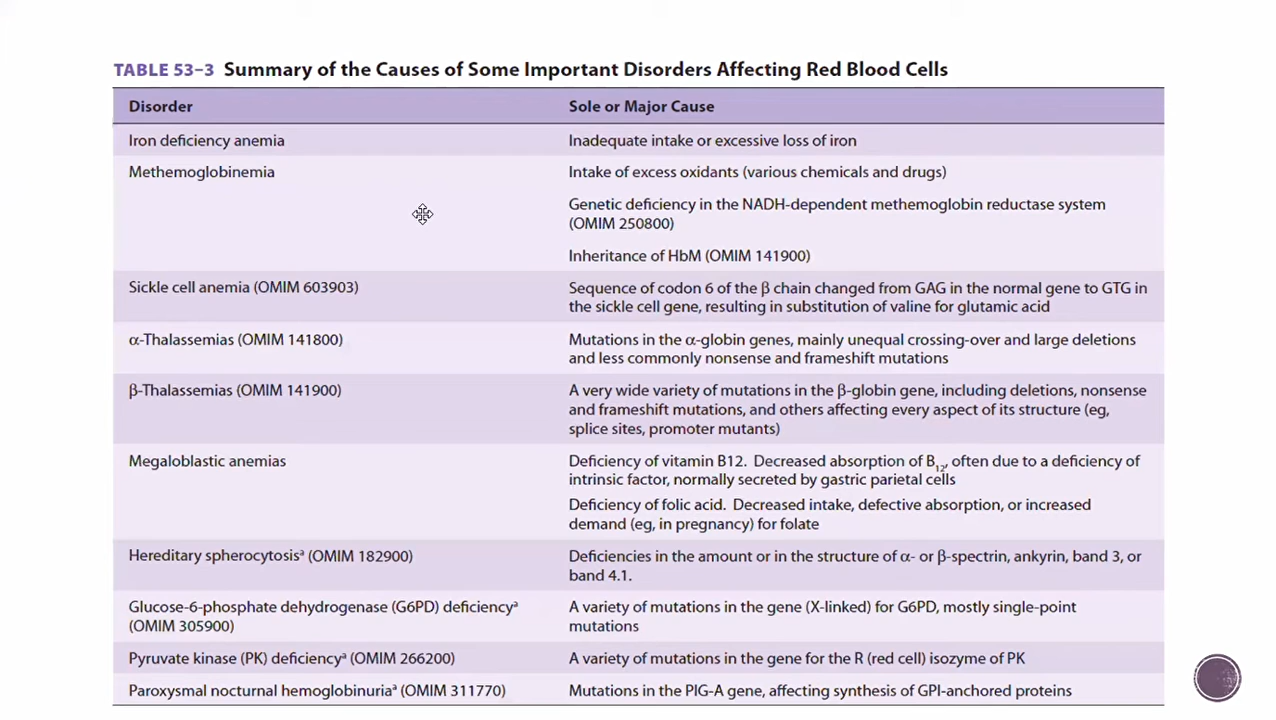 TABLE 53–3 Summary of the Causes of Some Important Disorders Affecting Red Blood Cells
Disorder
Sole or Major Cause
Iron deficiency anemia
Inadequate intake or excessive loss of iron
Methemoglobinemia
Intake of excess oxidants (various chemicals and drugs)
Genetic deficiency in the NADH-dependent methemoglobin reductase system
(OMIM 250800)
Inheritance of HbM (OMIM 141900)
Sickle cell anemia (OMIM 603903)
Sequence of codon 6 of the β chain changed from GAG in the normal gene to GTG in
the sickle cell gene, resulting in substitution of valine for glutamic acid
α-Thalassemias (OMIM 141800)
Mutations in the α-globin genes, mainly unequal crossing-over and large deletions
and less commonly nonsense and frameshift mutations
β-Thalassemias (OMIM 141900)
A very wide variety of mutations in the β-globin gene, including deletions, nonsense
and frameshift mutations, and others affecting every aspect of its structure (eg,
splice sites, promoter mutants)
Megaloblastic anemias
Deficiency of vitamin B12. Decreased absorption of B₁₂, often due to a deficiency of
intrinsic factor, normally secreted by gastric parietal cells
Deficiency of folic acid. Decreased intake, defective absorption, or increased
demand (eg, in pregnancy) for folate
Hereditary spherocytosisᵃ (OMIM 182900)
Deficiencies in the amount or in the structure of α- or β-spectrin, ankyrin, band 3, or
band 4.1.
Glucose-6-phosphate dehydrogenase (G6PD) deficiencyᵃ
(OMIM 305900)
A variety of mutations in the gene (X-linked) for G6PD, mostly single-point
mutations
Pyruvate kinase (PK) deficiencyᵃ (OMIM 266200)
A variety of mutations in the gene for the R (red cell) isozyme of PK
Paroxysmal nocturnal hemoglobinuriaᵃ (OMIM 311770)
Mutations in the PIG-A gene, affecting synthesis of GPI-anchored proteins